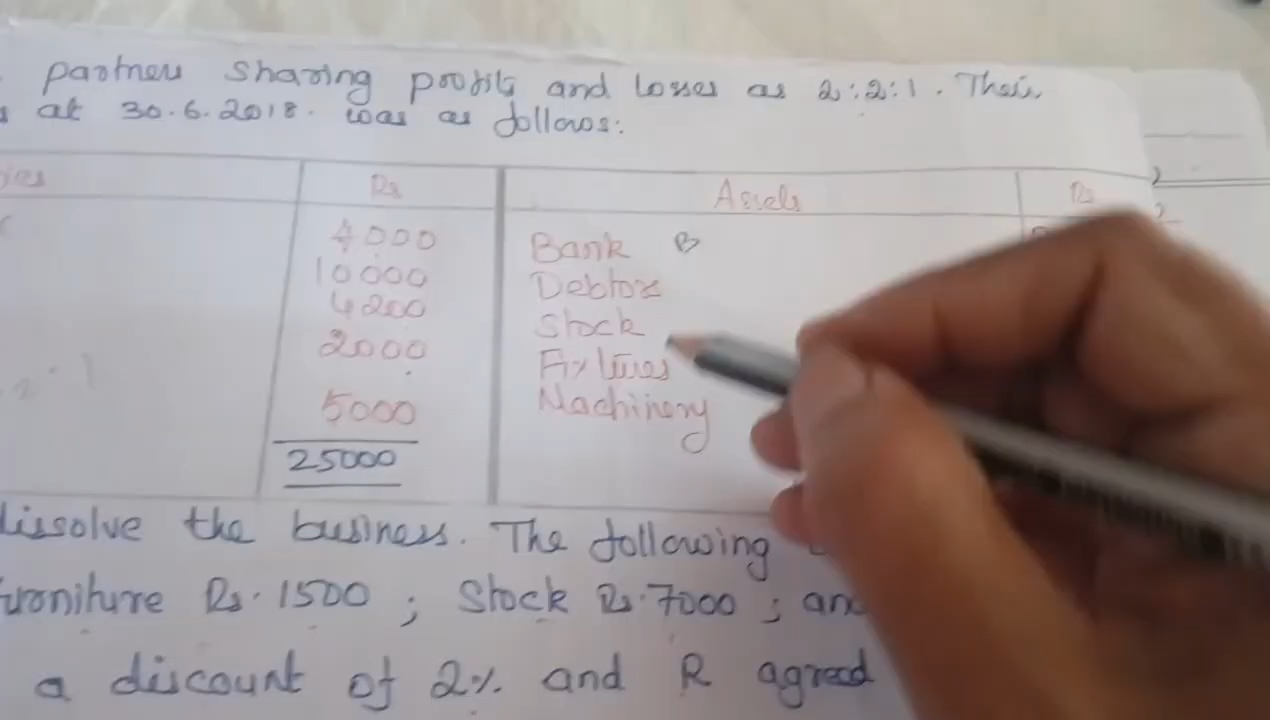 partners sharing profits and losses as 2:2:1. Their
s at 30.6.2018. was as follows:
Rs Assets Rs
4000 Bank B
10000 Debtors
4200 Stock
2000 Fixtures
5000 Machinery
25000
dissolve the business. The following
Furniture Rs. 1500 ; Stock Rs. 7000 ; and
a discount of 2% and R agreed